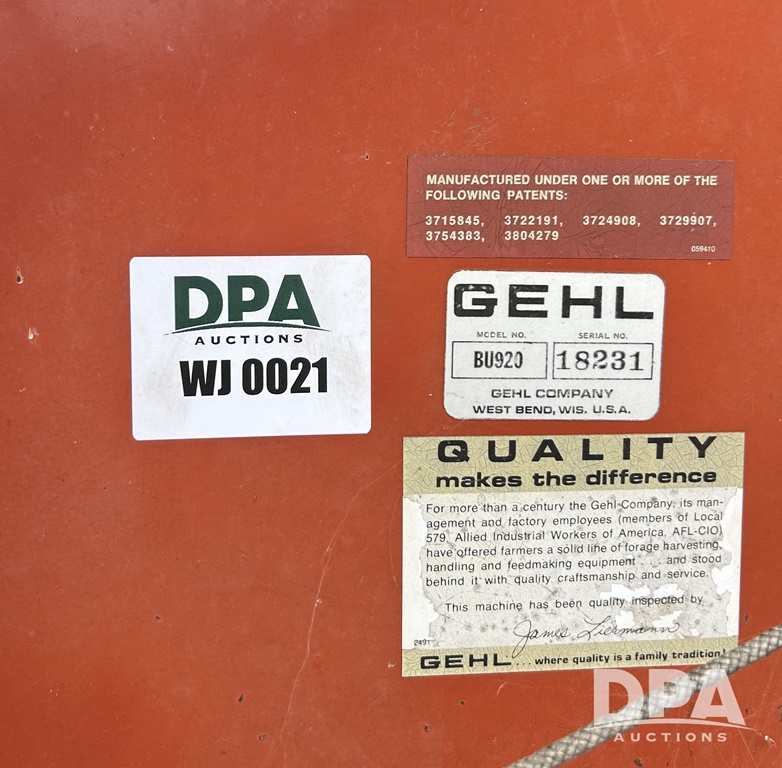 MANUFACTURED UNDER ONE OR MORE OF THE
FOLLOWING PATENTS:
3715845, 3722191, 3724908, 3729907,
3754383, 3804279
059410
DPA
AUCTIONS
WJ 0021
GEHL
MODEL NO. SERIAL NO.
BU920 18231
GEHL COMPANY
WEST BEND, WIS. U.S.A.
QUALITY
makes the difference
For more than a century the Gehl Company, its man-
agement and factory employees (members of Local
579, Allied Industrial Workers of America, AFL-CIO)
have offered farmers a solid line of forage harvesting,
handling and feedmaking equipment . . . and stood
behind it with quality craftsmanship and service.
This machine has been quality inspected by
James Liermann
GEHL ... where quality is a family tradition!
DPA
AUCTIONS